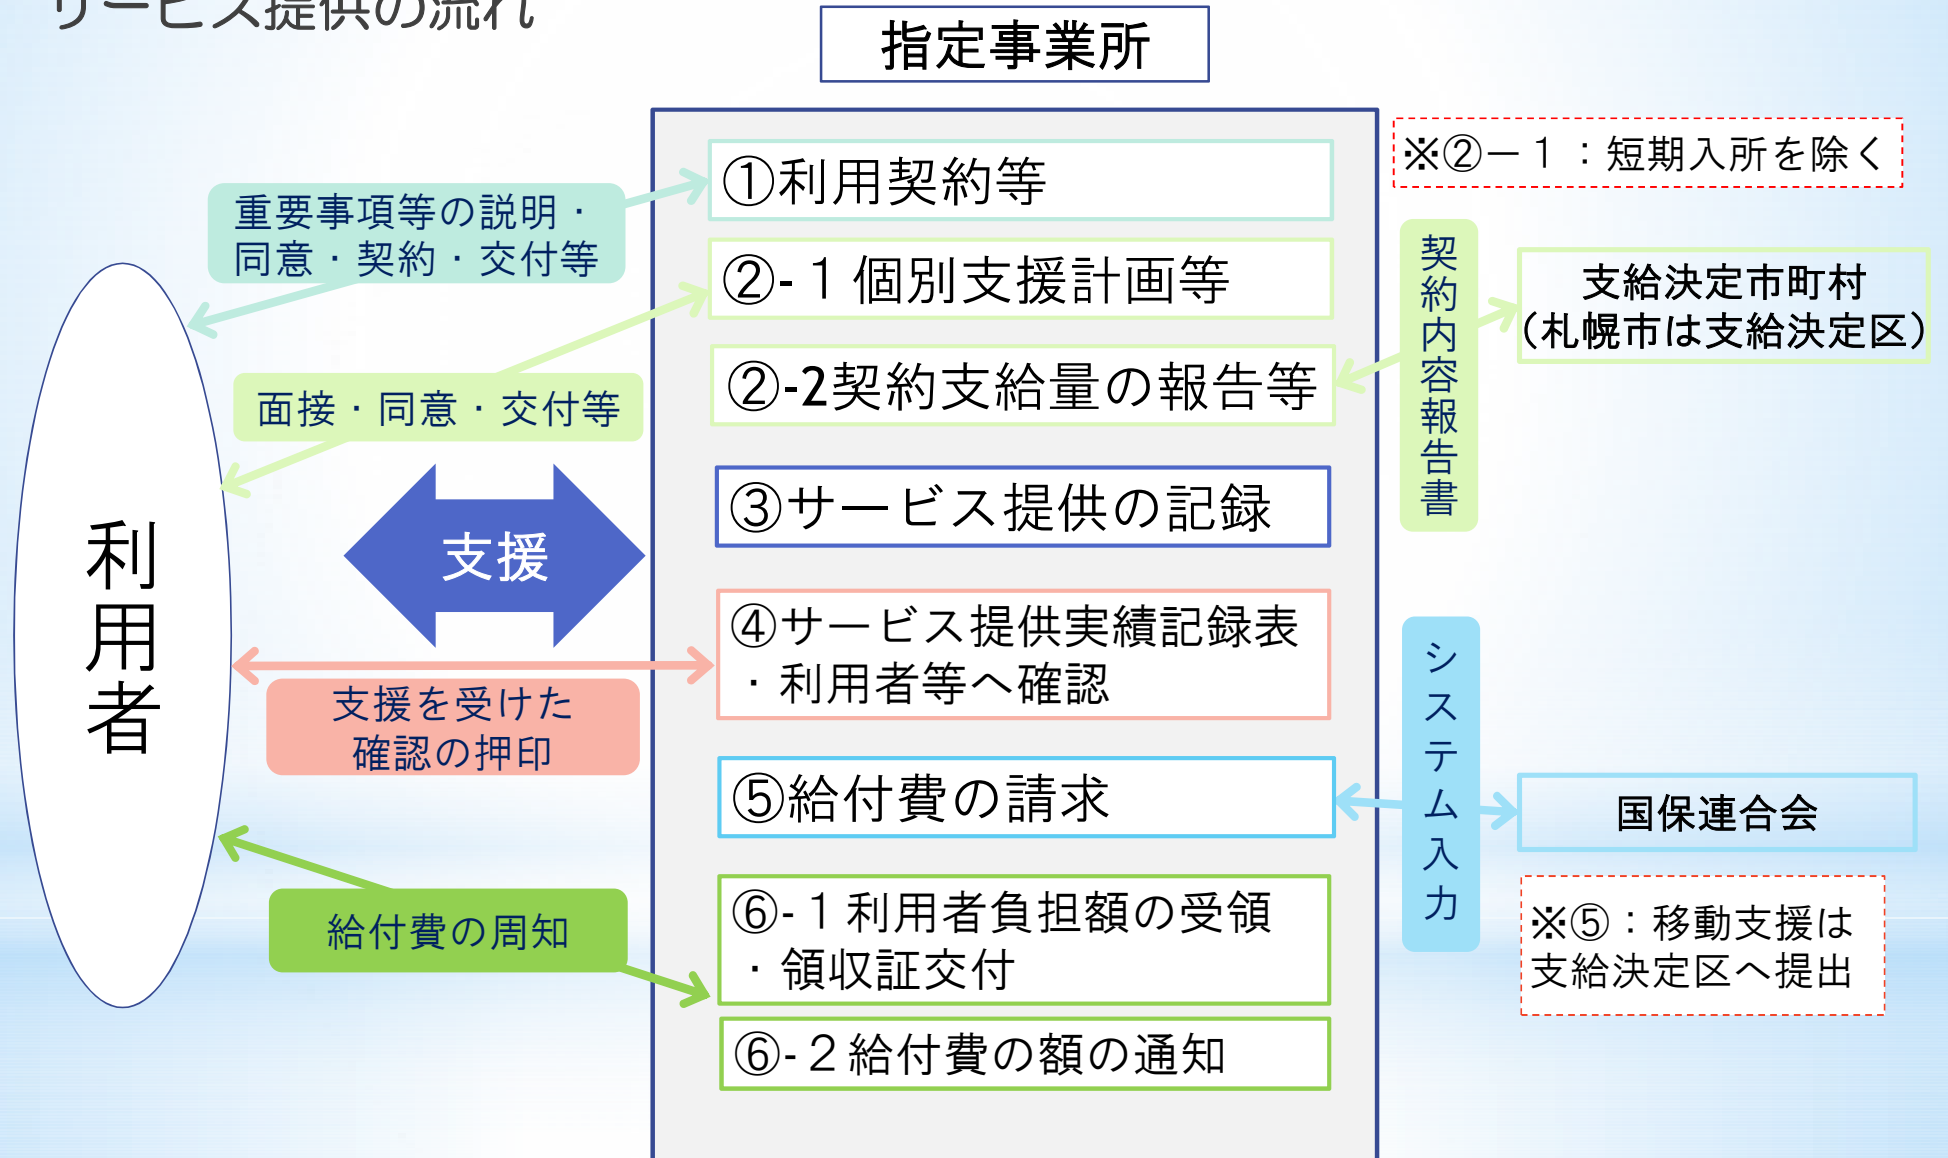 サービス提供の流れ
指定事業所
①利用契約等
※②－１：短期入所を除く
重要事項等の説明・
同意・契約・交付等
②-１個別支援計画等
契約内容報告書
支給決定市町村
（札幌市は支給決定区）
②-2契約支給量の報告等
面接・同意・交付等
利用者
支援
③サービス提供の記録
④サービス提供実績記録表
・利用者等へ確認
支援を受けた
確認の押印
システム入力
⑤給付費の請求
国保連合会
※⑤：移動支援は
支給決定区へ提出
給付費の周知
⑥-１利用者負担額の受領
・領収証交付
⑥-２給付費の額の通知